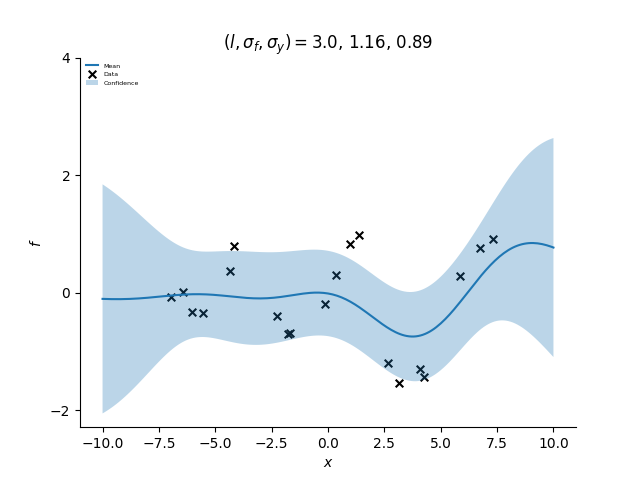 (l, σ_f, σ_y) = 3.0, 1.16, 0.89
Mean
Data
Confidence
f
4
2
0
−2
−10.0 −7.5 −5.0 −2.5 0.0 2.5 5.0 7.5 10.0
x